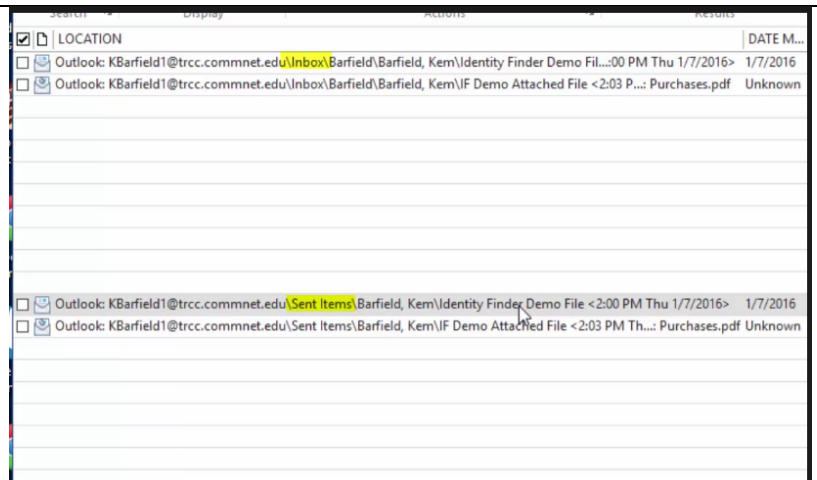 Search Display Actions Results
LOCATION DATE M...
Outlook: KBarfield1@trcc.commnet.edu\Inbox\Barfield\Barfield, Kem\Identity Finder Demo Fil...:00 PM Thu 1/7/2016> 1/7/2016
Outlook: KBarfield1@trcc.commnet.edu\Inbox\Barfield\Barfield, Kem\IF Demo Attached File <2:03 P...: Purchases.pdf Unknown
Outlook: KBarfield1@trcc.commnet.edu\Sent Items\Barfield, Kem\Identity Finder Demo File <2:00 PM Thu 1/7/2016> 1/7/2016
Outlook: KBarfield1@trcc.commnet.edu\Sent Items\Barfield, Kem\IF Demo Attached File <2:03 PM Th...: Purchases.pdf Unknown